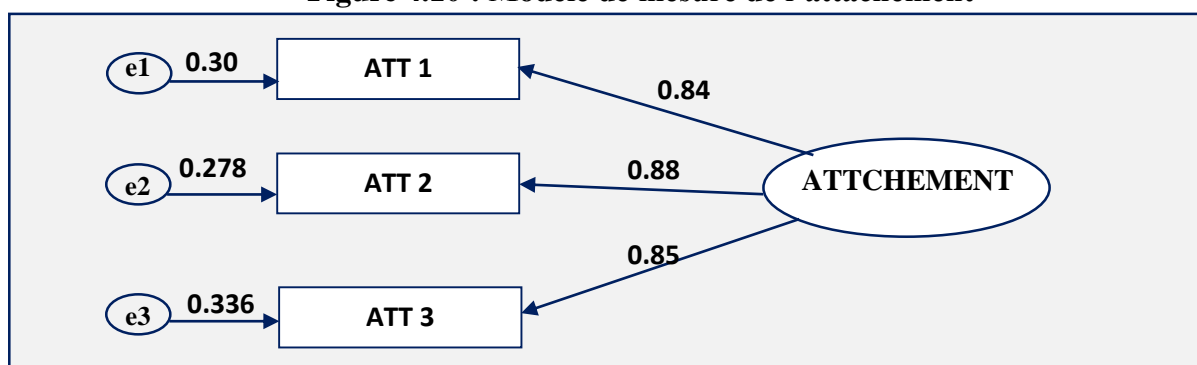 e1 0.30 ATT 1
0.84
e2 0.278 ATT 2 0.88 ATTCHEMENT
0.85
e3 0.336 ATT 3